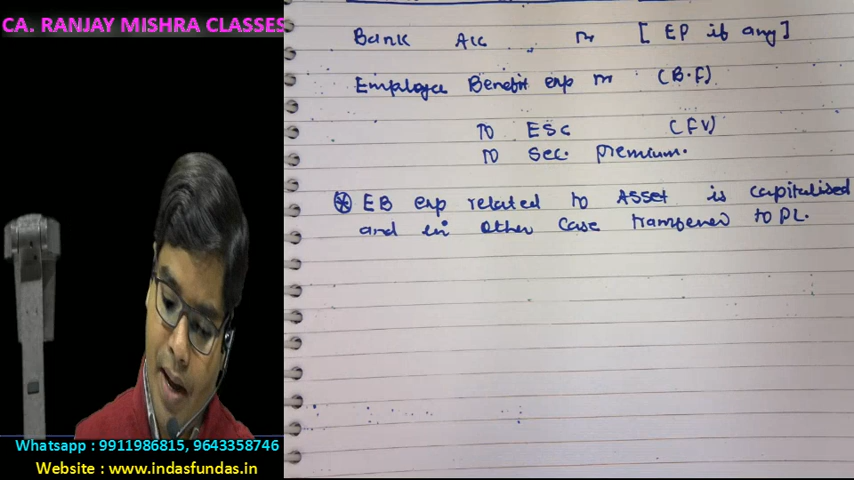 CA. RANJAY MISHRA CLASSES
Bank A/c Dr [ EP if any ]
Employee Benefit exp Dr (B.F)
To ESC (FV)
To Sec. Premium.
* EB exp related to Asset is capitalised
and in other case transferred to PL.
Whatsapp : 9911986815, 9643358746
Website : www.indasfundas.in